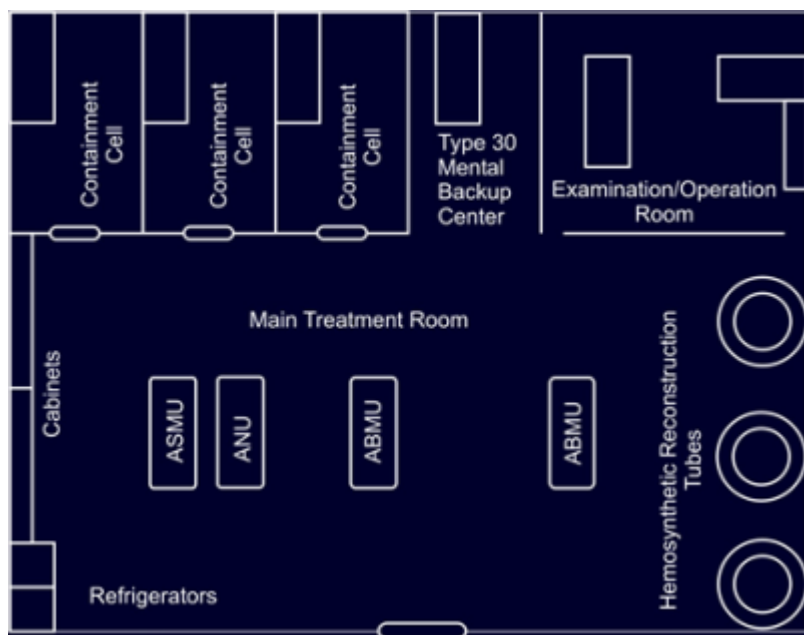 Containment
Cell
Containment
Cell
Containment
Cell
Type 30
Mental
Backup
Center
Examination/Operation
Room
Main Treatment Room
Cabinets
ASMU
ANU
ABMU
ABMU
Hemosynthetic Reconstruction
Tubes
Refrigerators